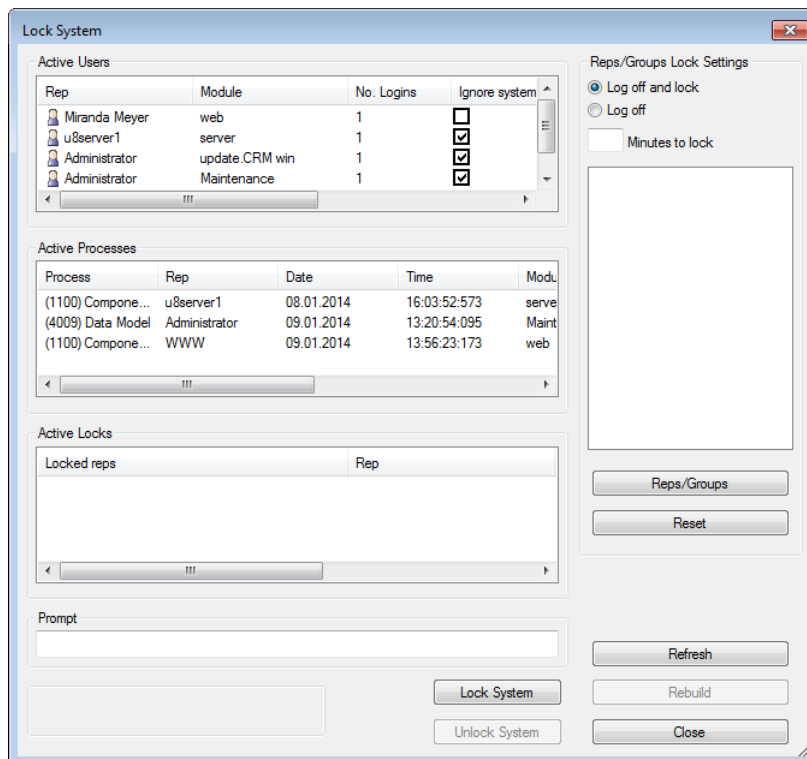 Lock System
Active Users
Rep Module No. Logins Ignore system
Miranda Meyer web 1
u8server1 server 1
Administrator update.CRM win 1
Administrator Maintenance 1
Active Processes
Process Rep Date Time Modu
(1100) Compone... u8server1 08.01.2014 16:03:52:573 serve
(4009) Data Model Administrator 09.01.2014 13:20:54:095 Maint
(1100) Compone... WWW 09.01.2014 13:56:23:173 web
Active Locks
Locked reps Rep
Prompt
Lock System
Unlock System
Reps/Groups Lock Settings
Log off and lock
Log off
Minutes to lock
Reps/Groups
Reset
Refresh
Rebuild
Close